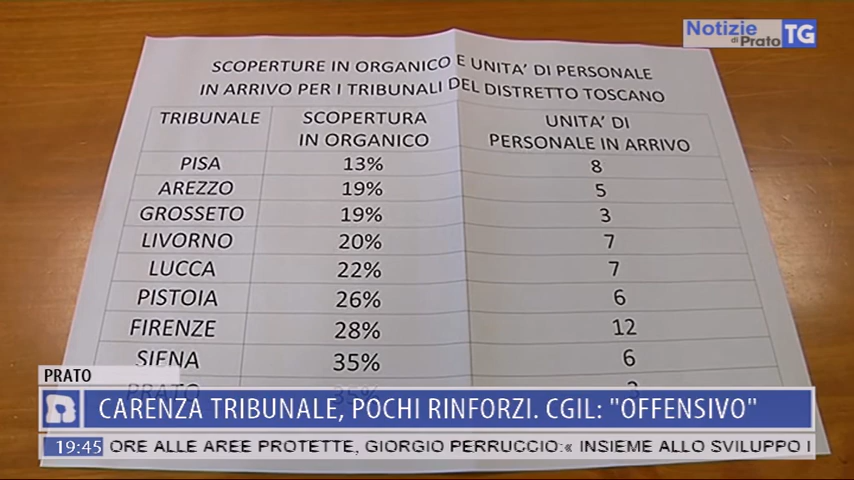 Notizie
di Prato TG
SCOPERTURE IN ORGANICO E UNITA' DI PERSONALE
IN ARRIVO PER I TRIBUNALI DEL DISTRETTO TOSCANO
TRIBUNALE SCOPERTURA IN ORGANICO UNITA' DI PERSONALE IN ARRIVO
PISA 13% 8
AREZZO 19% 5
GROSSETO 19% 3
LIVORNO 20% 7
LUCCA 22% 7
PISTOIA 26% 6
FIRENZE 28% 12
SIENA 35% 6
PRATO 35% 3
PRATO
CARENZA TRIBUNALE, POCHI RINFORZI. CGIL: "OFFENSIVO"
19:45 ORE ALLE AREE PROTETTE, GIORGIO PERRUCCIO:« INSIEME ALLO SVILUPPO I